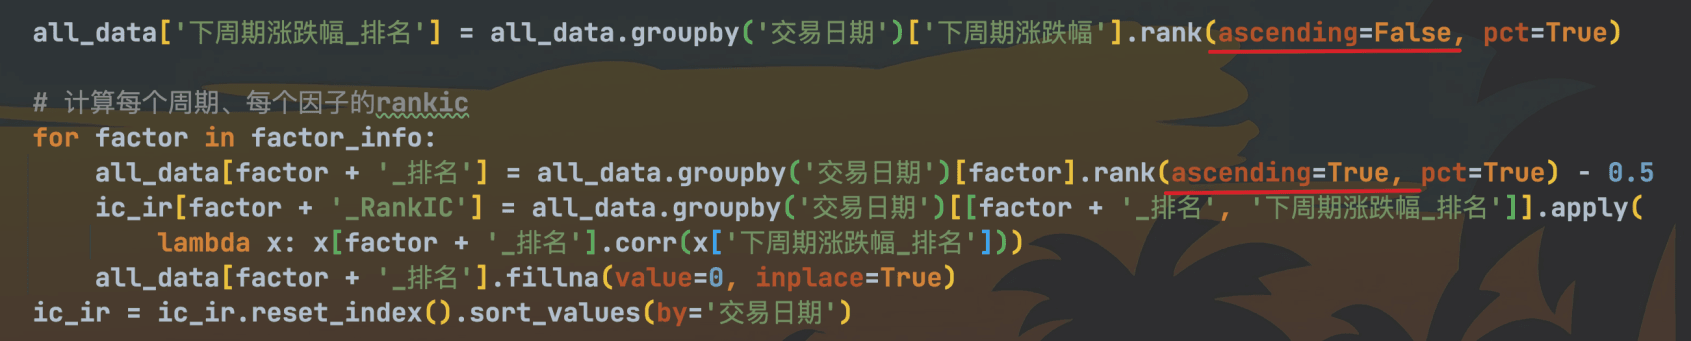 all_data['下周期涨跌幅_排名'] = all_data.groupby('交易日期')['下周期涨跌幅'].rank(ascending=False, pct=True)
# 计算每个周期、每个因子的rankic
for factor in factor_info:
    all_data[factor + '_排名'] = all_data.groupby('交易日期')[factor].rank(ascending=True, pct=True) - 0.5
    ic_ir[factor + '_RankIC'] = all_data.groupby('交易日期')[[factor + '_排名', '下周期涨跌幅_排名']].apply(
        lambda x: x[factor + '_排名'].corr(x['下周期涨跌幅_排名']))
    all_data[factor + '_排名'].fillna(value=0, inplace=True)
ic_ir = ic_ir.reset_index().sort_values(by='交易日期')